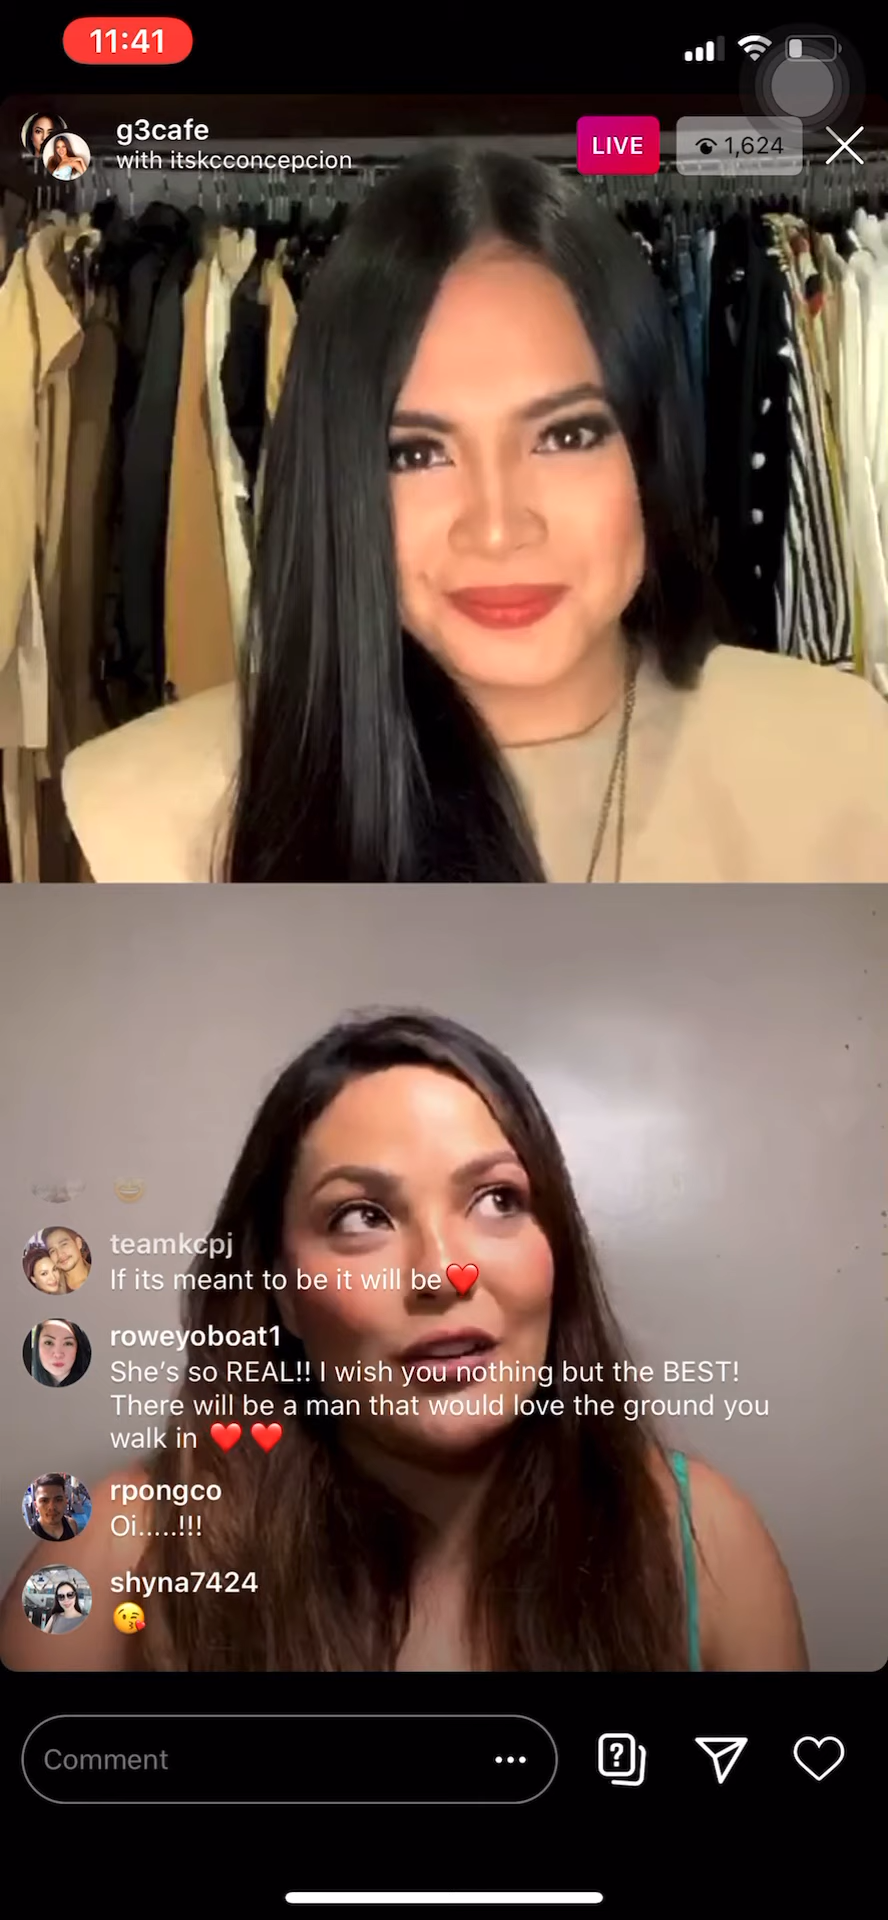 11:41
g3cafe
with itskcconcepcion
LIVE
1,624
teamkcpj
If its meant to be it will be❤️
roweyoboat1
She's so REAL!! I wish you nothing but the BEST!
There will be a man that would love the ground you
walk in ❤️❤️
rpongco
Oi.....!!!
shyna7424
😘
Comment